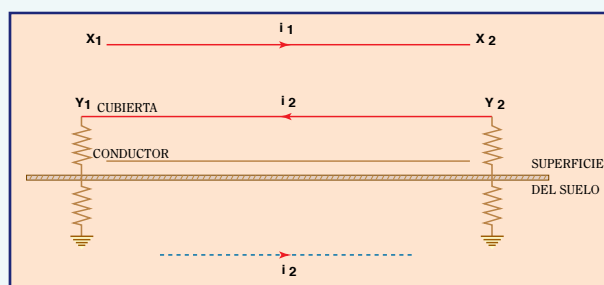 i 1
X1 X 2
Y1 CUBIERTA i 2 Y 2
CONDUCTOR
SUPERFICIE
DEL SUELO
i 2